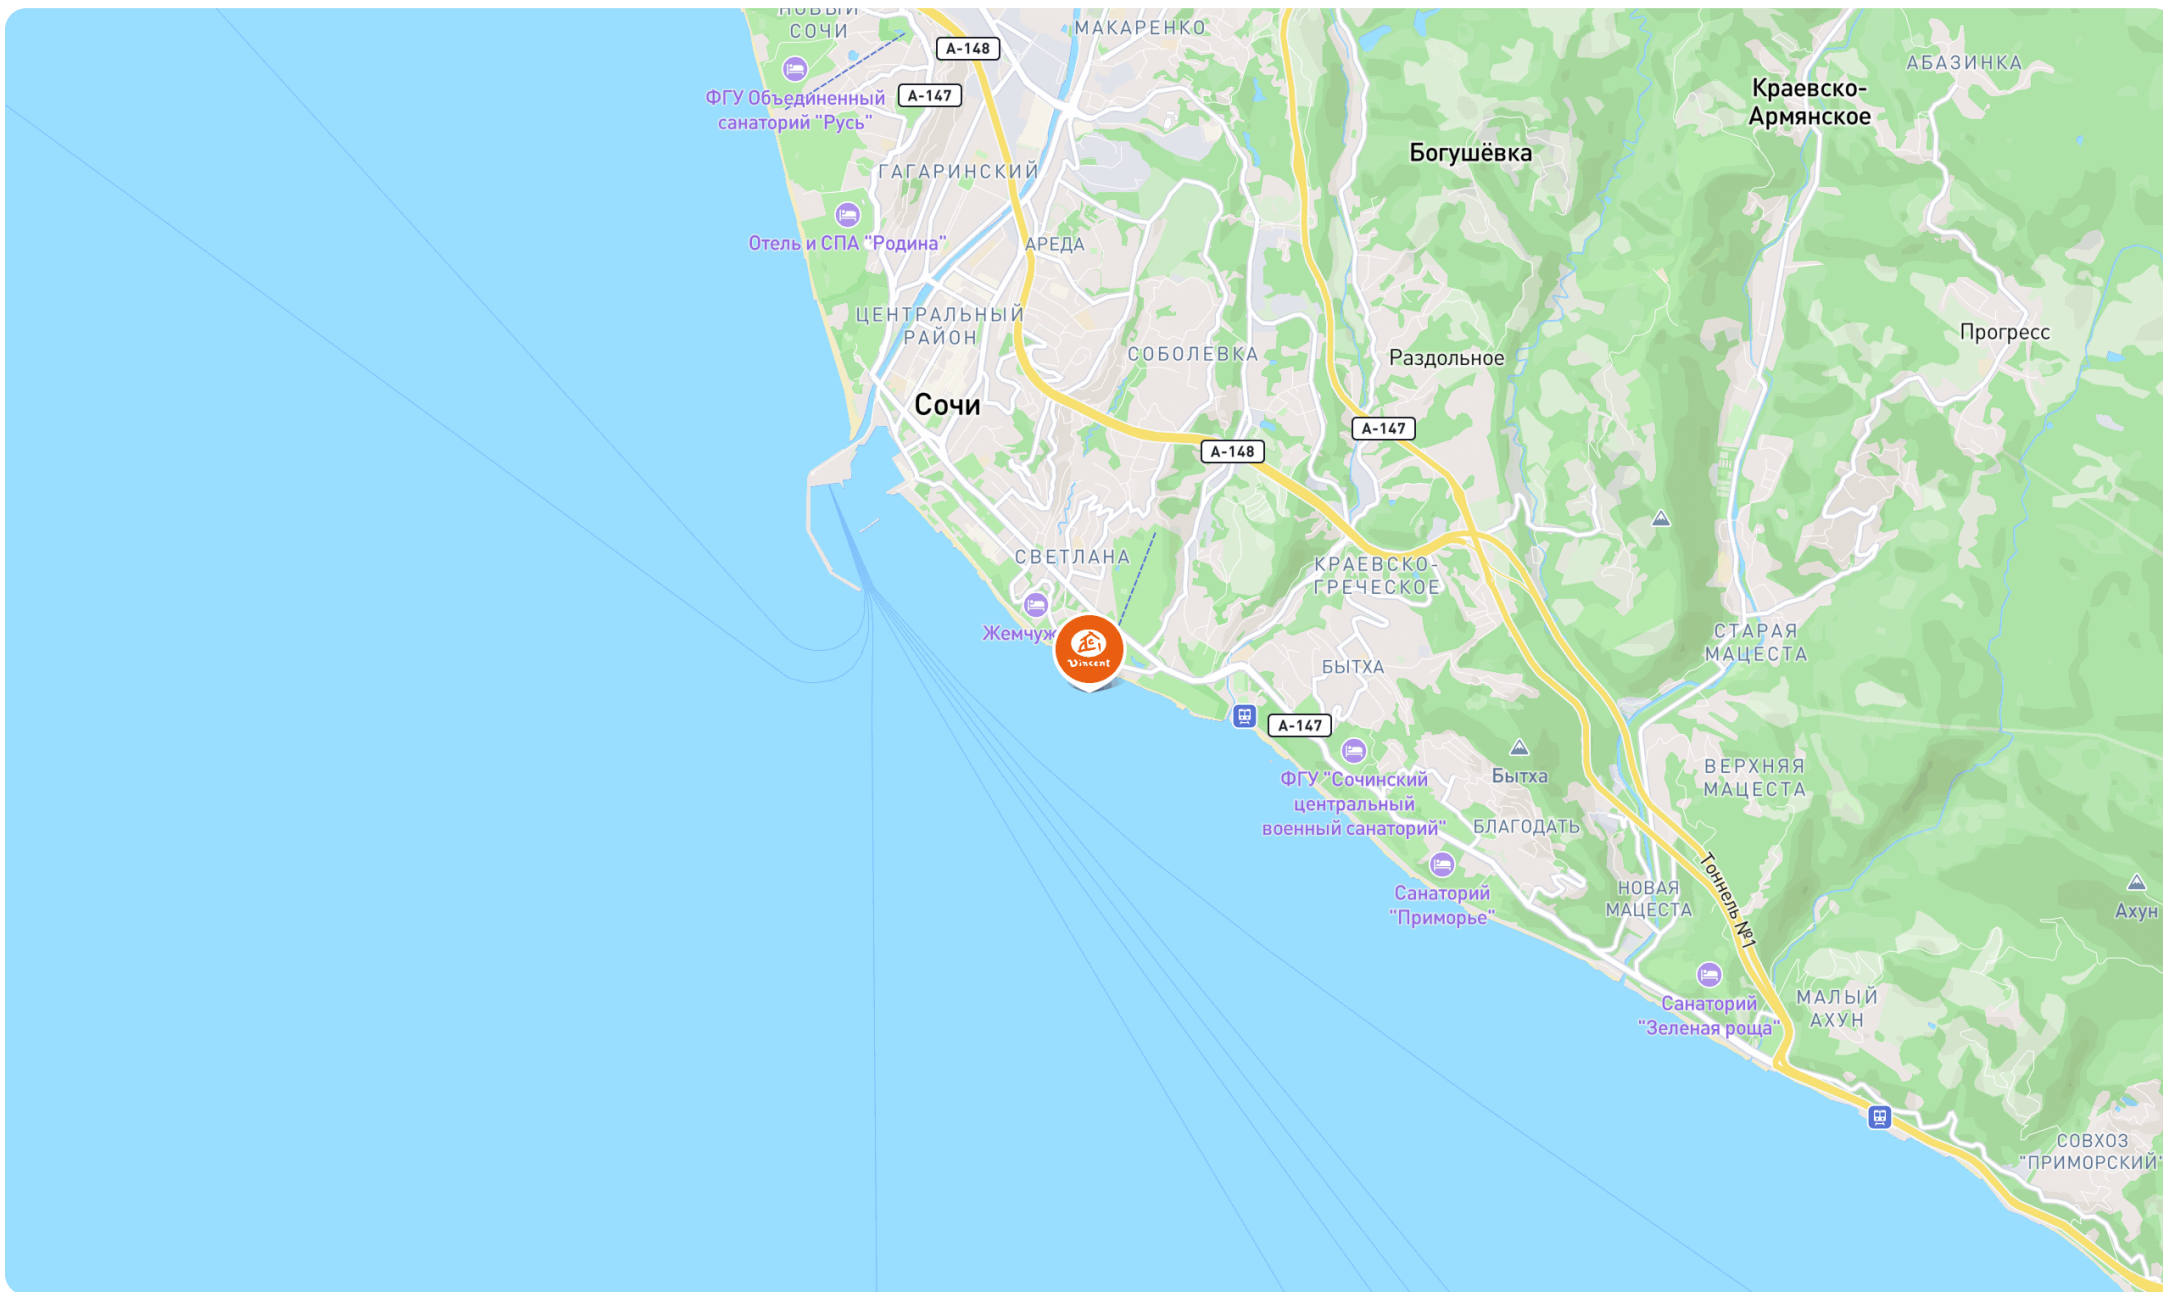 НОВЫЙ
СОЧИ
МАКАРЕНКО
А-148
АБАЗИНКА
А-147
ФГУ Объединенный
санаторий "Русь"
Краевско-
Армянское
Богушёвка
ГАГАРИНСКИЙ
Отель и СПА "Родина"
АРЕДА
ЦЕНТРАЛЬНЫЙ
РАЙОН
СОБОЛЕВКА
Раздольное
Прогресс
Сочи
А-147
А-148
СВЕТЛАНА
КРАЕВСКО-
ГРЕЧЕСКОЕ
Жемчуж
Vincent
СТАРАЯ
МАЦЕСТА
БЫТХА
А-147
ФГУ "Сочинский
центральный
военный санаторий"
Бытха
ВЕРХНЯЯ
МАЦЕСТА
БЛАГОДАТЬ
Санаторий
"Приморье"
НОВАЯ
МАЦЕСТА
Тоннель №1
Ахун
Санаторий
"Зеленая роща"
МАЛЫЙ
АХУН
СОВХОЗ
"ПРИМОРСКИЙ"